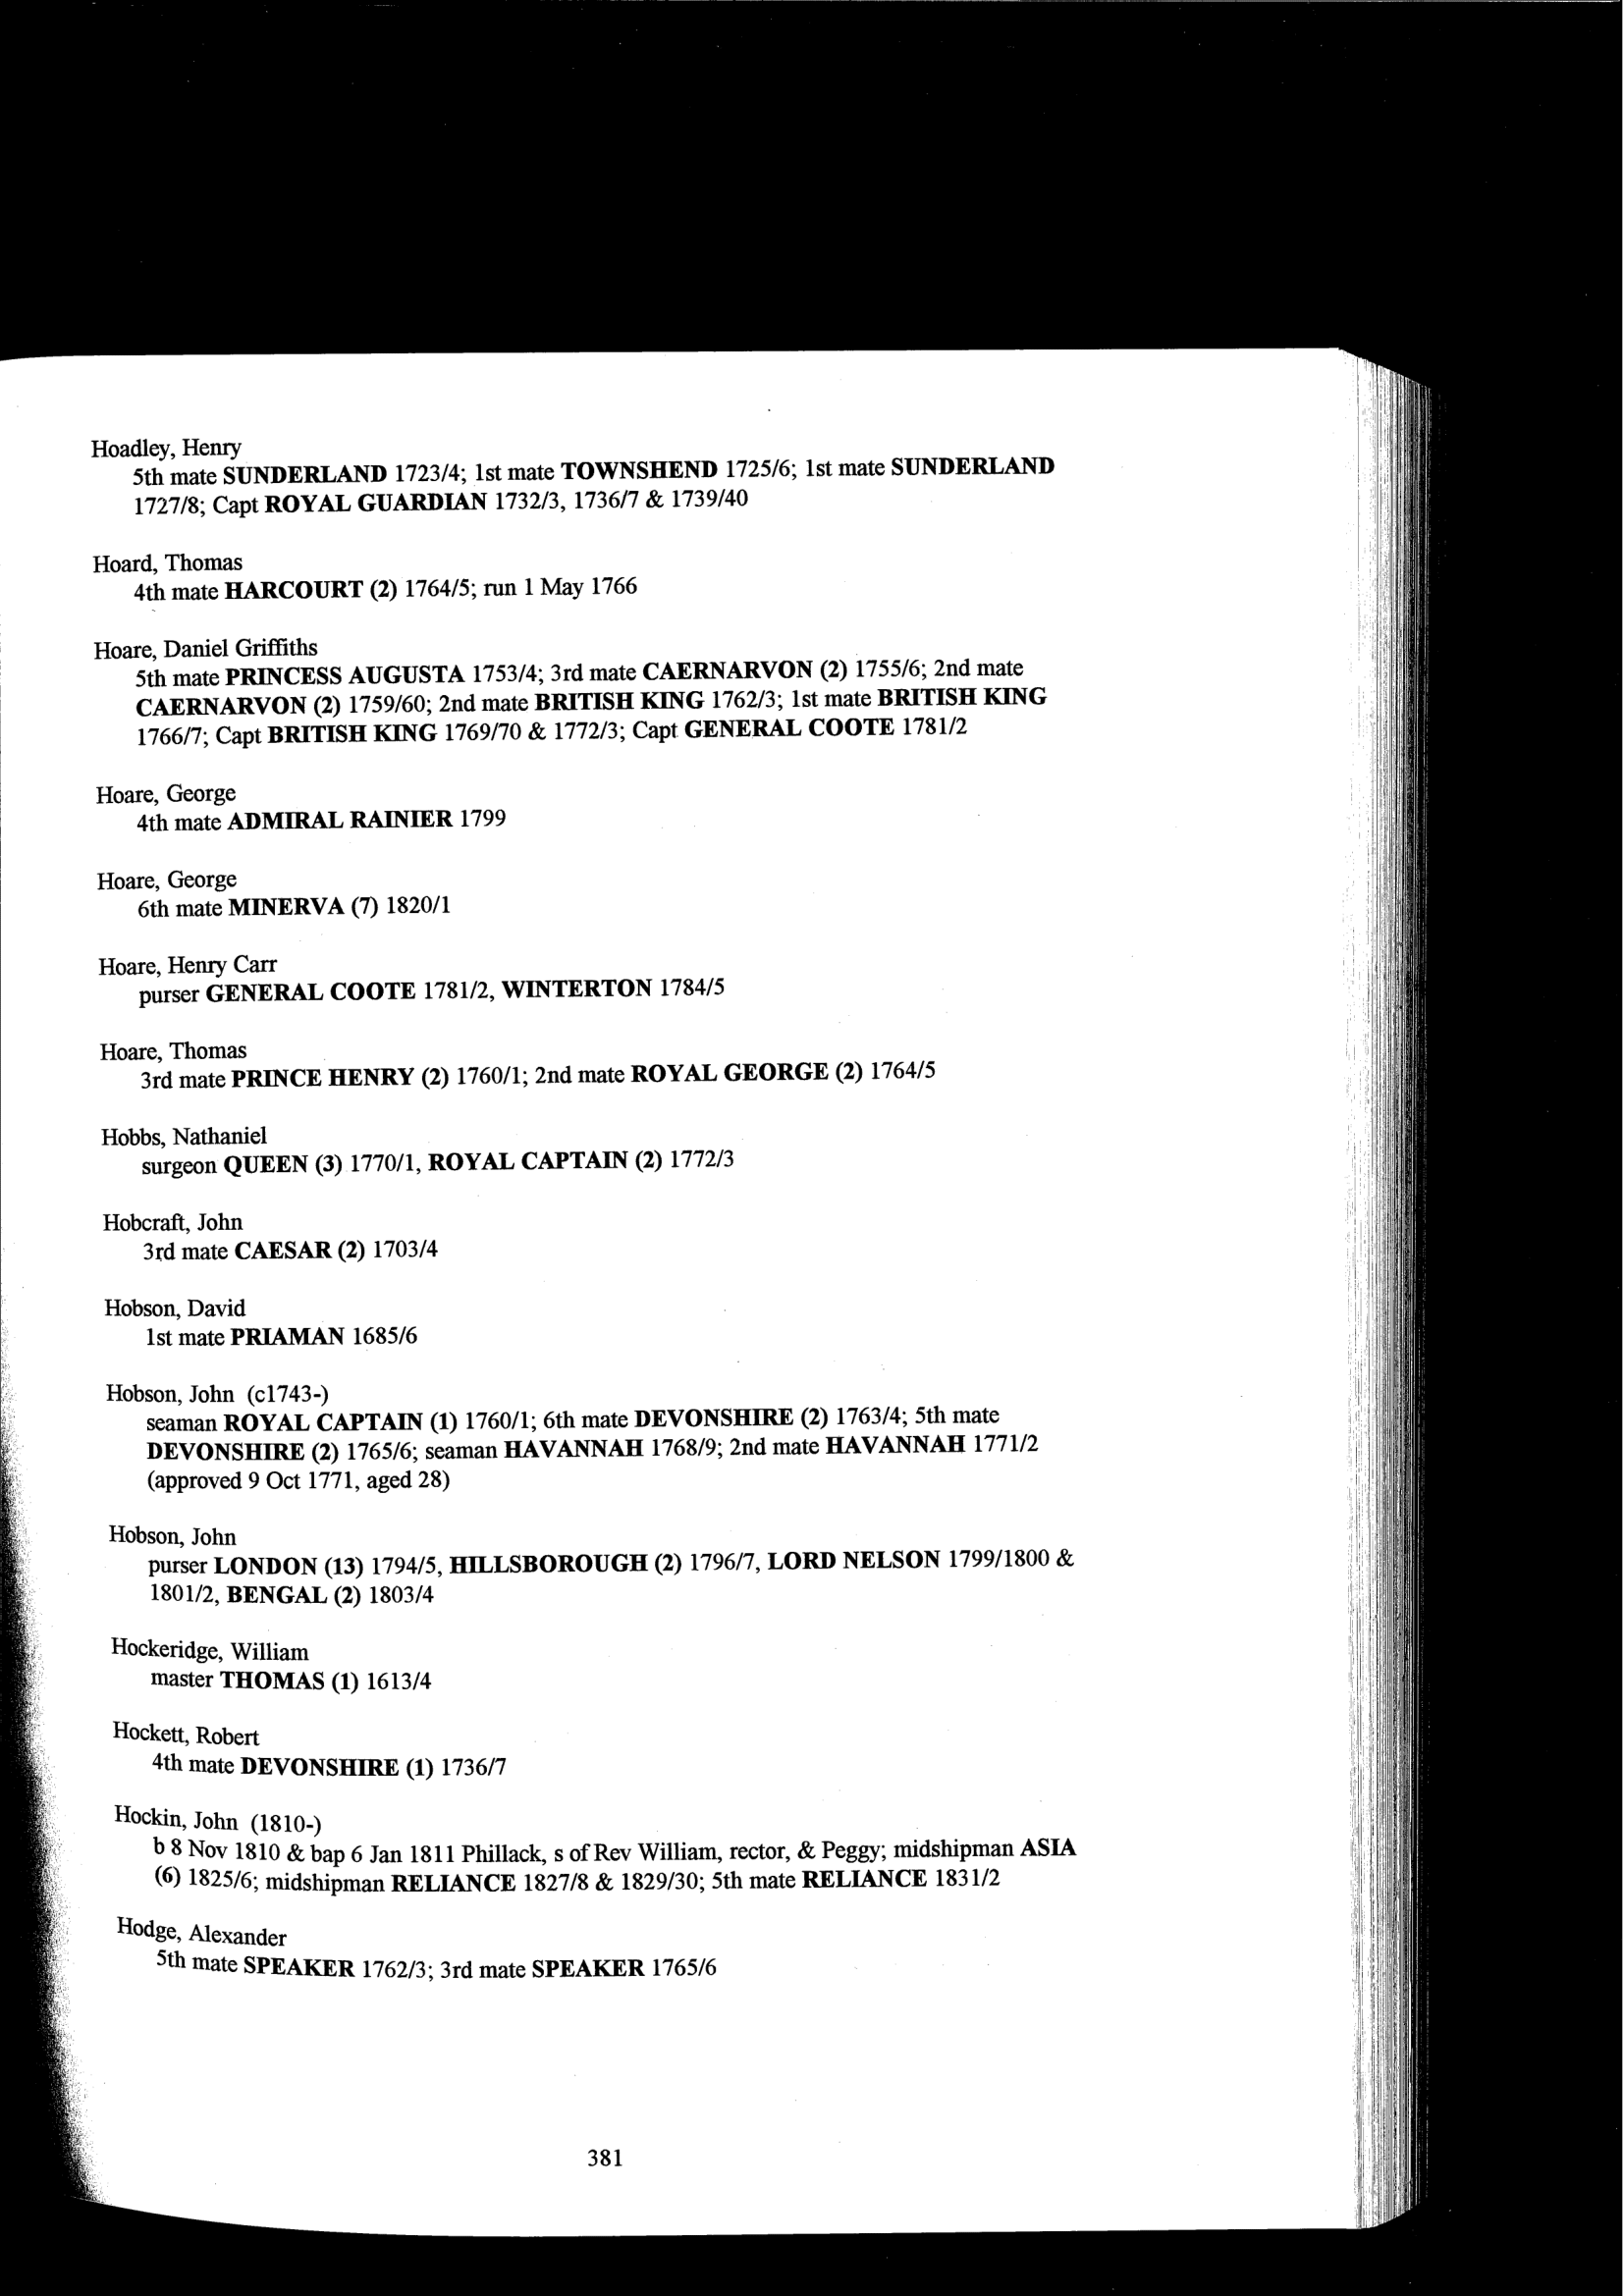 Hoadley, Henry
5th mate SUNDERLAND 1723/4; 1st mate TOWNSHEND 1725/6; 1st mate SUNDERLAND
1727/8; Capt ROYAL GUARDIAN 1732/3, 1736/7 & 1739/40
Hoard, Thomas
4th mate HARCOURT (2) 1764/5; run 1 May 1766
Hoare, Daniel Griffiths
5th mate PRINCESS AUGUSTA 1753/4; 3rd mate CAERNARVON (2) 1755/6; 2nd mate
CAERNARVON (2) 1759/60; 2nd mate BRITISH KING 1762/3; 1st mate BRITISH KING
1766/7; Capt BRITISH KING 1769/70 & 1772/3; Capt GENERAL COOTE 1781/2
Hoare, George
4th mate ADMIRAL RAINIER 1799
Hoare, George
6th mate MINERVA (7) 1820/1
Hoare, Henry Carr
purser GENERAL COOTE 1781/2, WINTERTON 1784/5
Hoare, Thomas
3rd mate PRINCE HENRY (2) 1760/1; 2nd mate ROYAL GEORGE (2) 1764/5
Hobbs, Nathaniel
surgeon QUEEN (3) 1770/1, ROYAL CAPTAIN (2) 1772/3
Hobcraft, John
3rd mate CAESAR (2) 1703/4
Hobson, David
1st mate PRIAMAN 1685/6
Hobson, John (c1743-)
seaman ROYAL CAPTAIN (1) 1760/1; 6th mate DEVONSHIRE (2) 1763/4; 5th mate
DEVONSHIRE (2) 1765/6; seaman HAVANNAH 1768/9; 2nd mate HAVANNAH 1771/2
(approved 9 Oct 1771, aged 28)
Hobson, John
purser LONDON (13) 1794/5, HILLSBOROUGH (2) 1796/7, LORD NELSON 1799/1800 &
1801/2, BENGAL (2) 1803/4
Hockeridge, William
master THOMAS (1) 1613/4
Hockett, Robert
4th mate DEVONSHIRE (1) 1736/7
Hockin, John (1810-)
b 8 Nov 1810 & bap 6 Jan 1811 Phillack, s of Rev William, rector, & Peggy; midshipman ASIA
(6) 1825/6; midshipman RELIANCE 1827/8 & 1829/30; 5th mate RELIANCE 1831/2
Hodge, Alexander
5th mate SPEAKER 1762/3; 3rd mate SPEAKER 1765/6
381